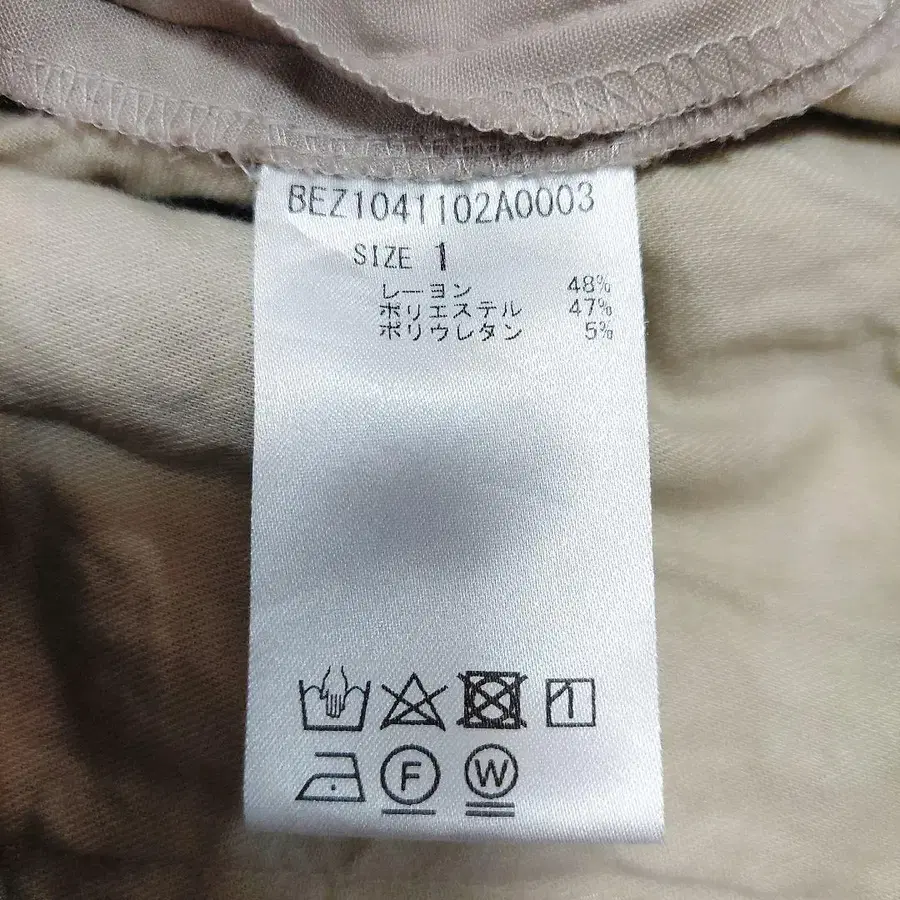 BEZ1041102A0003
SIZE 1
レーヨン 48%
ポリエステル 47%
ポリウレタン 5%
F W